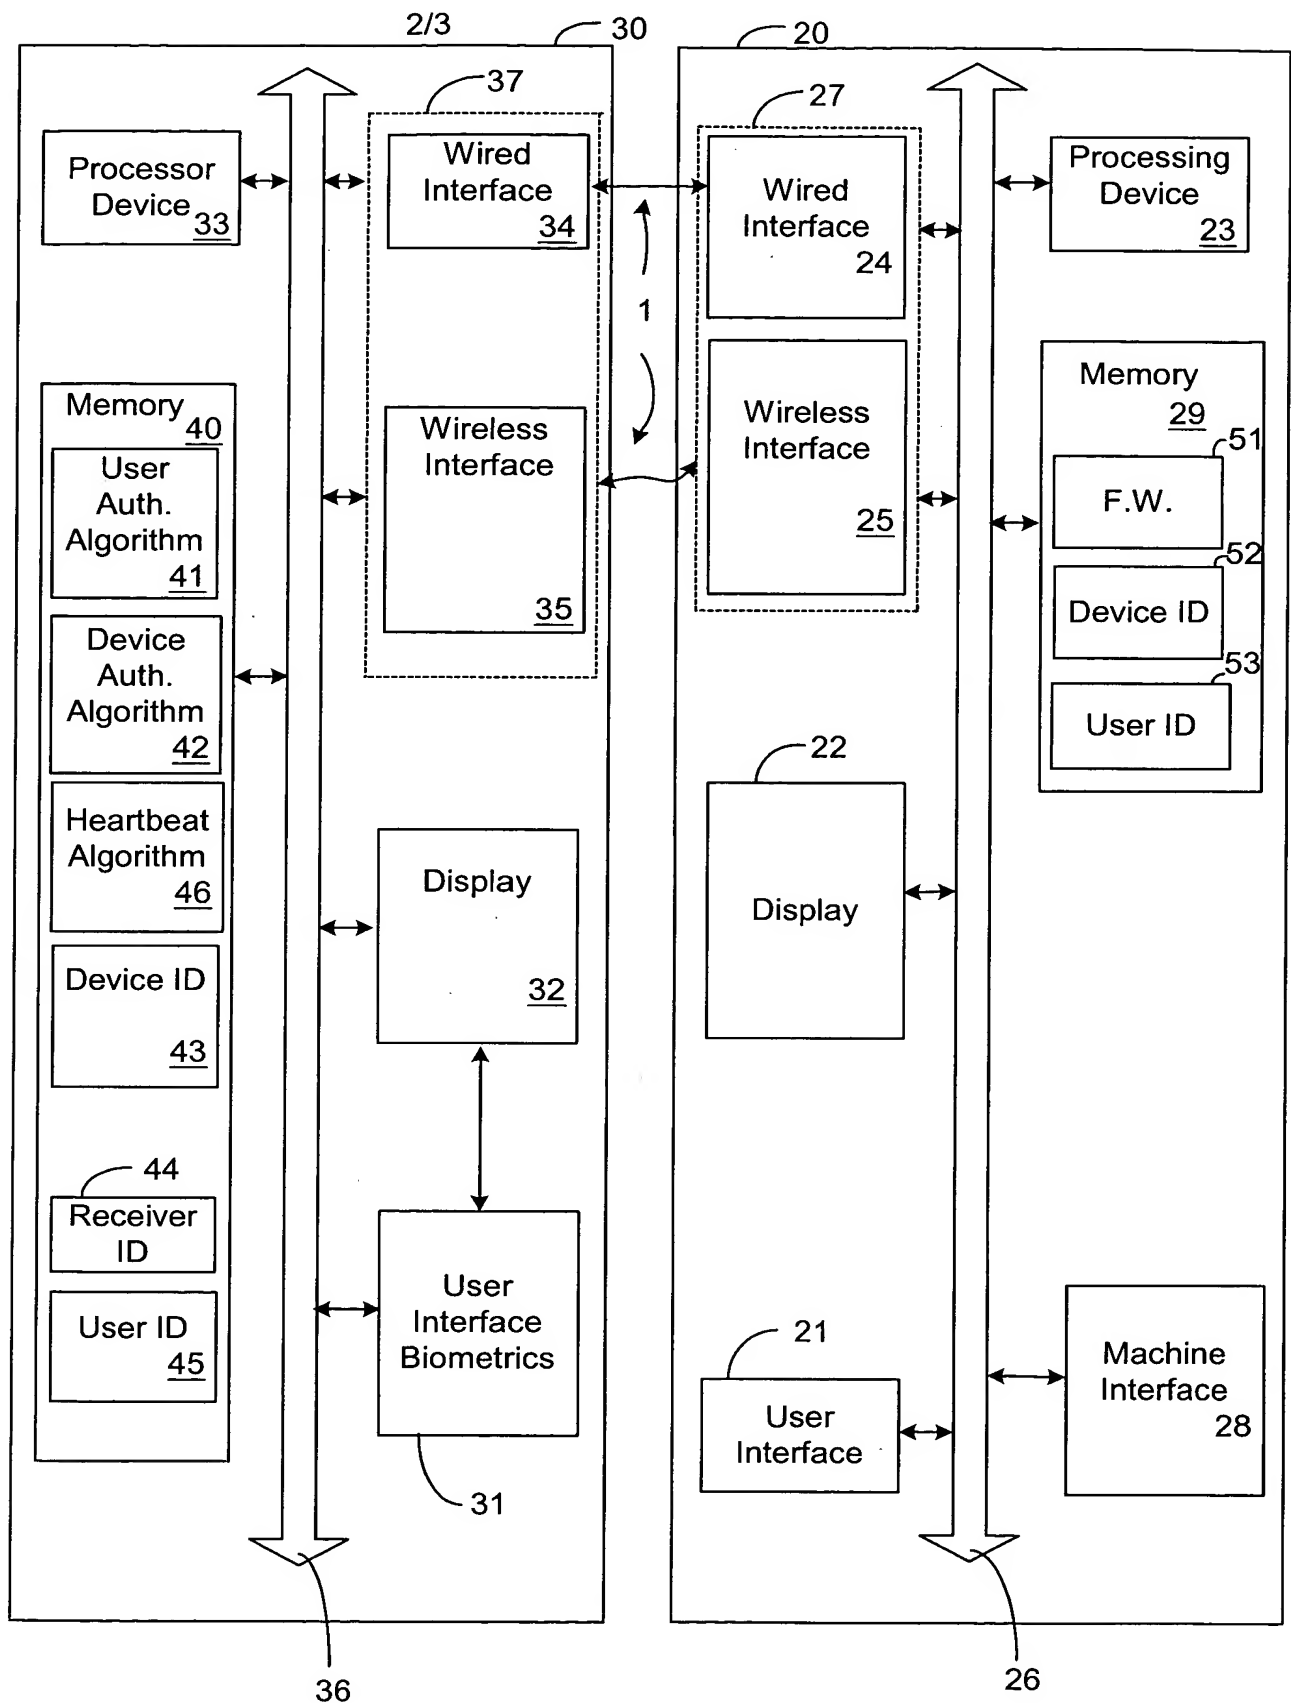 2/3
30
37
Processor
Device
33
Wired
Interface
34
Memory
40
User
Auth.
Algorithm
41
Wireless
Interface
35
Device
Auth.
Algorithm
42
Heartbeat
Algorithm
46
Display
32
Device ID
43
44
Receiver
ID
User ID
45
User
Interface
Biometrics
31
36
1
20
27
Wired
Interface
24
Processing
Device
23
Wireless
Interface
25
Memory
29
51
F.W.
52
Device ID
53
User ID
22
Display
21
User
Interface
Machine
Interface
28
26